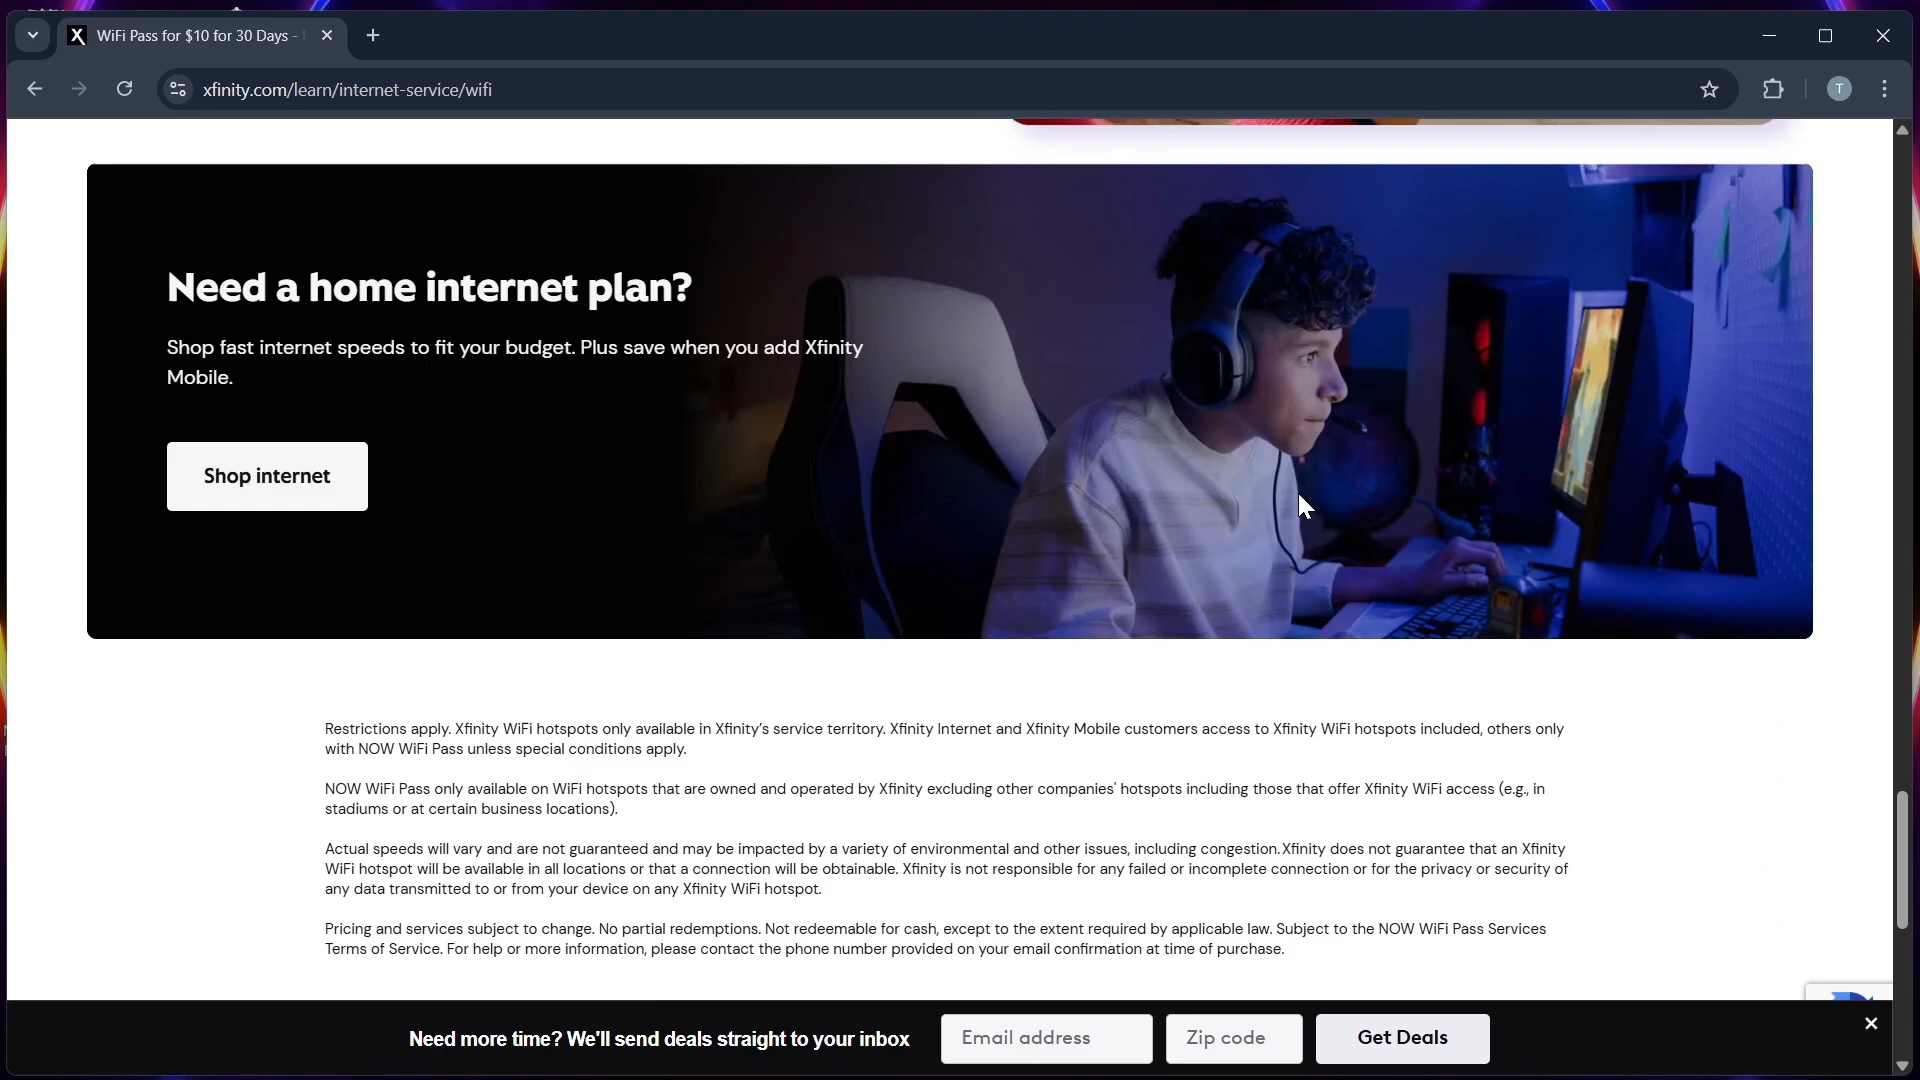 WiFi Pass for $10 for 30 Days -
xfinity.com/learn/internet-service/wifi
T
Need a home internet plan?
Shop fast internet speeds to fit your budget. Plus save when you add Xfinity
Mobile.
Shop internet
Restrictions apply. Xfinity WiFi hotspots only available in Xfinity's service territory. Xfinity Internet and Xfinity Mobile customers access to Xfinity WiFi hotspots included, others only
with NOW WiFi Pass unless special conditions apply.
NOW WiFi Pass only available on WiFi hotspots that are owned and operated by Xfinity excluding other companies' hotspots including those that offer Xfinity WiFi access (e.g., in
stadiums or at certain business locations).
Actual speeds will vary and are not guaranteed and may be impacted by a variety of environmental and other issues, including congestion.Xfinity does not guarantee that an Xfinity
WiFi hotspot will be available in all locations or that a connection will be obtainable. Xfinity is not responsible for any failed or incomplete connection or for the privacy or security of
any data transmitted to or from your device on any Xfinity WiFi hotspot.
Pricing and services subject to change. No partial redemptions. Not redeemable for cash, except to the extent required by applicable law. Subject to the NOW WiFi Pass Services
Terms of Service. For help or more information, please contact the phone number provided on your email confirmation at time of purchase.
Need more time? We'll send deals straight to your inbox
Email address
Zip code
Get Deals